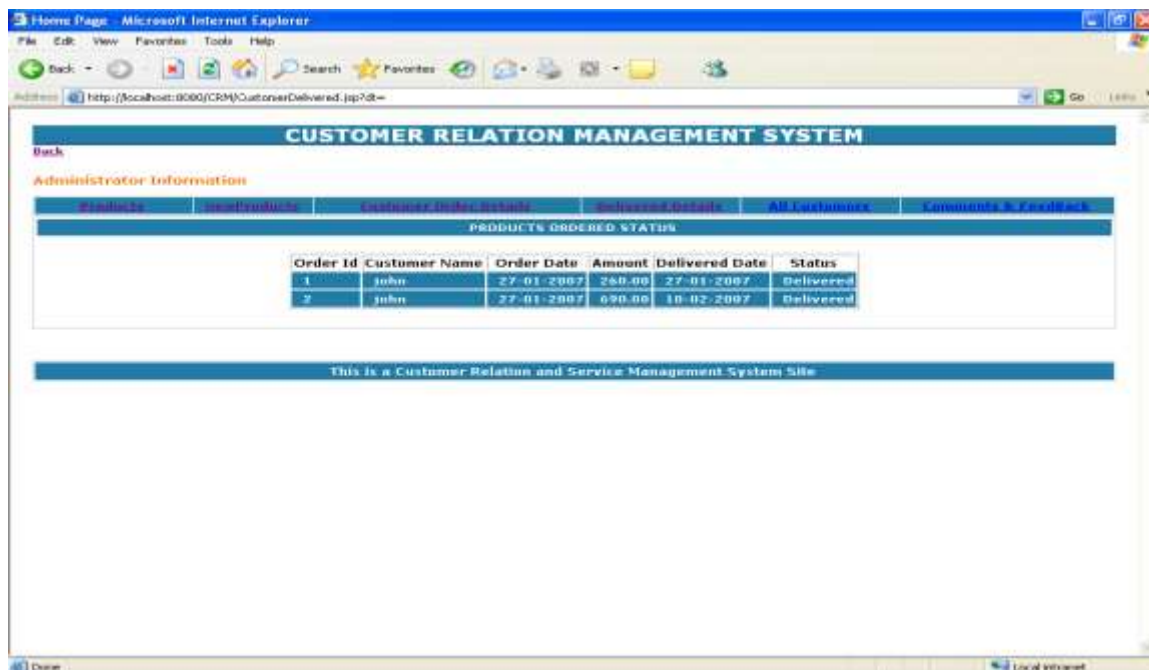 Home Page - Microsoft Internet Explorer
File Edit View Favorites Tools Help
Back Search Favorites
Address http://localhost:8080/CRM/CustomerDelivered.jsp?dt= Go Links
CUSTOMER RELATION MANAGEMENT SYSTEM
Back
Administrator Information
Products newProducts Customer Order Details Delivered Details All Customers Comments & FeedBack
PRODUCTS ORDERED STATUS
Order Id Customer Name Order Date Amount Delivered Date Status
1 john 27-01-2007 260.00 27-01-2007 Delivered
2 john 27-01-2007 690.00 10-02-2007 Delivered
This is a Customer Relation and Service Management System Site
Done Local intranet